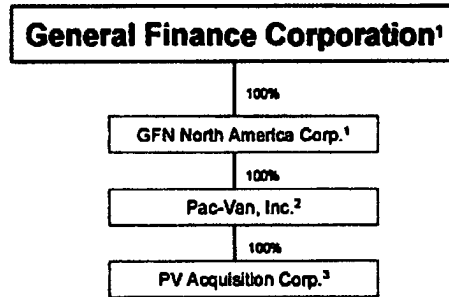 General Finance Corporation¹
100%
GFN North America Corp.¹
100%
Pac-Van, Inc.²
100%
PV Acquisition Corp.³